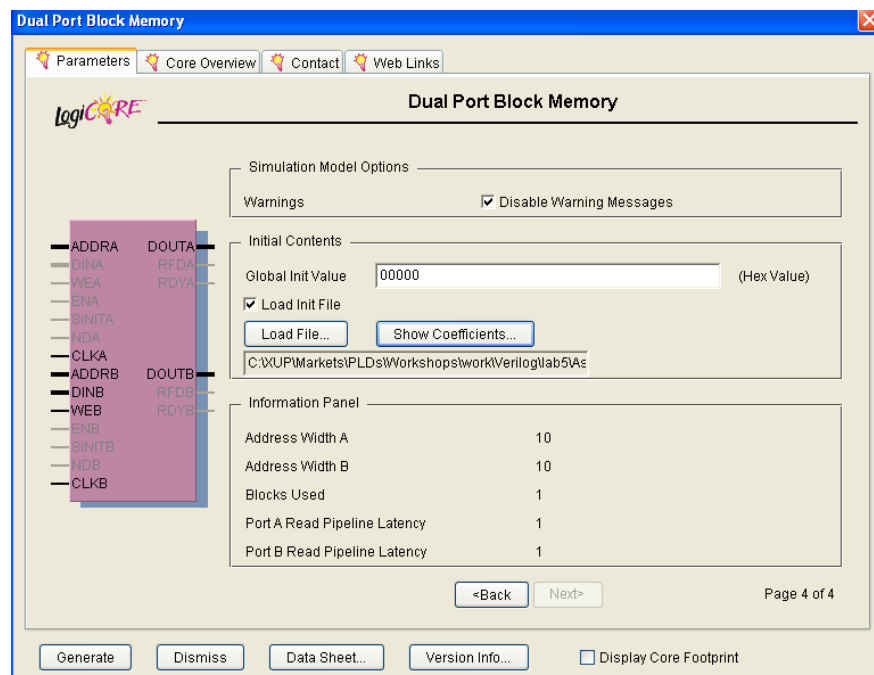 Dual Port Block Memory
Parameters Core Overview Contact Web Links
LogiCORE
Dual Port Block Memory
Simulation Model Options
Warnings Disable Warning Messages
ADDRA DOUTA
DINA RFDA
WEA RDYA
ENA
SINITA
NDA
CLKA
ADDRB DOUTB
DINB RFDB
WEB RDYB
ENB
SINITB
NDB
CLKB
Initial Contents
Global Init Value 00000 (Hex Value)
Load Init File
Load File... Show Coefficients...
C:\XUP\Markets\PLDs\Workshops\work\Verilog\lab5\As
Information Panel
Address Width A 10
Address Width B 10
Blocks Used 1
Port A Read Pipeline Latency 1
Port B Read Pipeline Latency 1
<Back Next> Page 4 of 4
Generate Dismiss Data Sheet... Version Info... Display Core Footprint